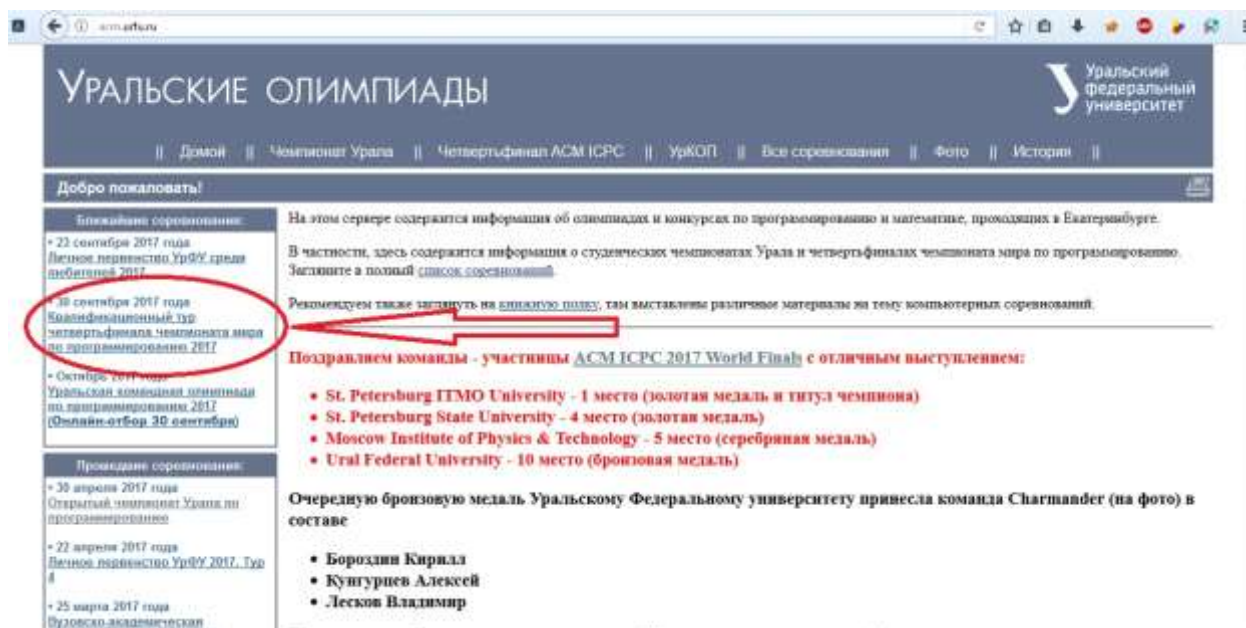 acm.urfu.ru
Уральские олимпиады
Уральский
федеральный
университет
|| Домой || Чемпионат Урала || Четвертьфинал ACM ICPC || УрКОП || Все соревнования || Фото || История ||
Добро пожаловать!
Ближайшие соревнования:
• 23 сентября 2017 года
Личное первенство УрФУ среди
любителей 2017
• 30 сентября 2017 года
Квалификационный тур
четвертьфинала чемпионата мира
по программированию 2017
• Октябрь 2017 года
Уральская командная олимпиада
по программированию 2017
(Онлайн-отбор 30 сентября)
Прошедшие соревнования:
• 30 апреля 2017 года
Открытый чемпионат Урала по
программированию
• 22 апреля 2017 года
Личное первенство УрФУ 2017. Тур
4
• 25 марта 2017 года
Вузовско-академическая
На этом сервере содержится информация об олимпиадах и конкурсах по программированию и математике, проходящих в Екатеринбурге.
В частности, здесь содержится информация о студенческих чемпионатах Урала и четвертьфиналах чемпионата мира по программированию.
Загляните в полный список соревнований.
Рекомендуем также заглянуть на книжную полку, там выставлены различные материалы на тему компьютерных соревнований.
Поздравляем команды - участницы ACM ICPC 2017 World Finals с отличным выступлением:
• St. Petersburg ITMO University - 1 место (золотая медаль и титул чемпиона)
• St. Petersburg State University - 4 место (золотая медаль)
• Moscow Institute of Physics & Technology - 5 место (серебряная медаль)
• Ural Federal University - 10 место (бронзовая медаль)
Очередную бронзовую медаль Уральскому Федеральному университету принесла команда Charmander (на фото) в
составе
• Бороздин Кирилл
• Кунгурцев Алексей
• Лесков Владимир